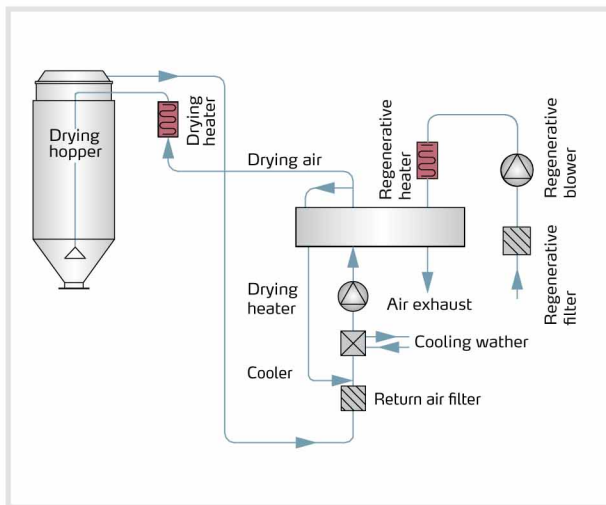 Drying
hopper
Drying
heater
Drying air
Regenerative
heater
Regenerative
blower
Regenerative
filter
Drying
heater
Air exhaust
Cooling wather
Cooler
Return air filter